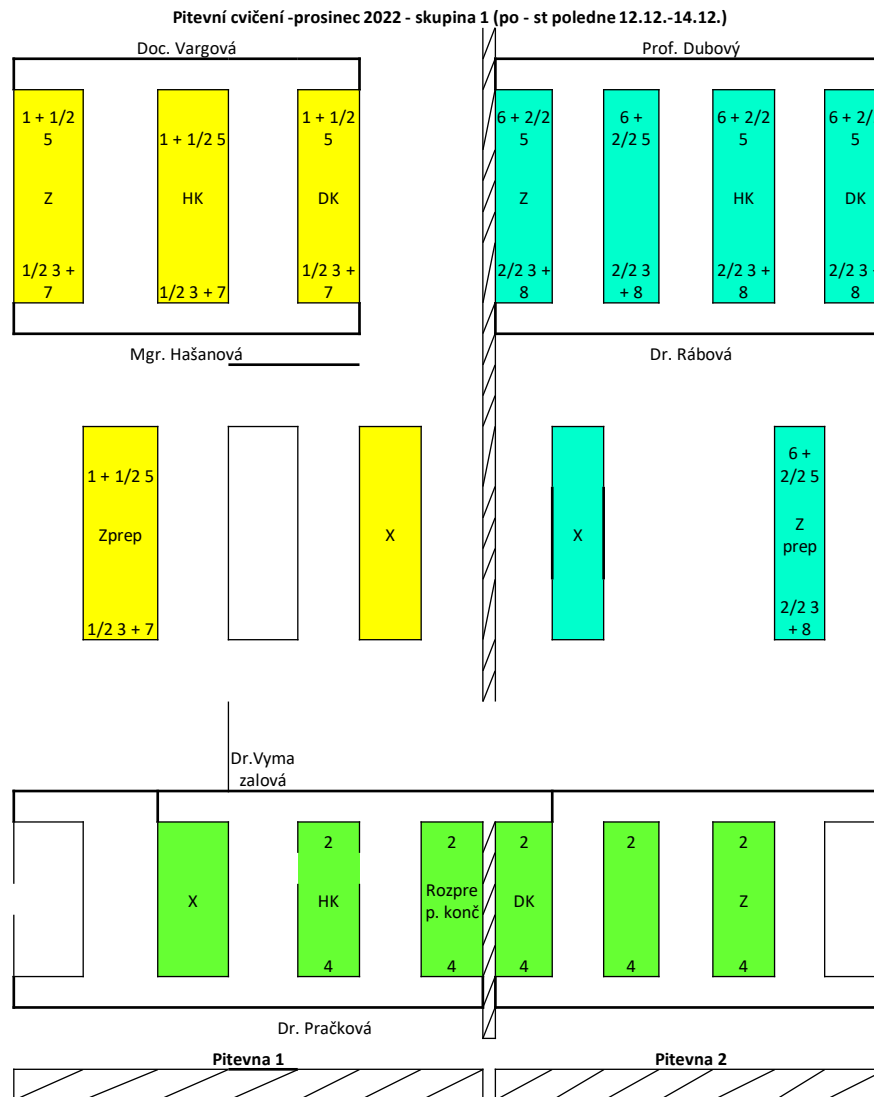 Pitevní cvičení -prosinec 2022 - skupina 1 (po - st poledne 12.12.-14.12.)
Doc. Vargová
Prof. Dubový
1 + 1/2
5
Z
1/2 3 +
7
1 + 1/2 5
HK
1/2 3 + 7
1 + 1/2
5
DK
1/2 3 +
7
6 + 2/2
5
Z
2/2 3 +
8
6 +
2/2 5
2/2 3
+ 8
6 + 2/2
5
HK
2/2 3 +
8
6 + 2/2
5
DK
2/2 3 +
8
Mgr. Hašanová
Dr. Rábová
1 + 1/2 5
Zprep
1/2 3 + 7
X
X
6 +
2/2 5
Z
prep
2/2 3
+ 8
Dr.Vyma
zalová
X
2
HK
4
2
Rozpre
p. konč
4
2
DK
4
2
4
2
Z
4
Dr. Pračková
Pitevna 1
Pitevna 2